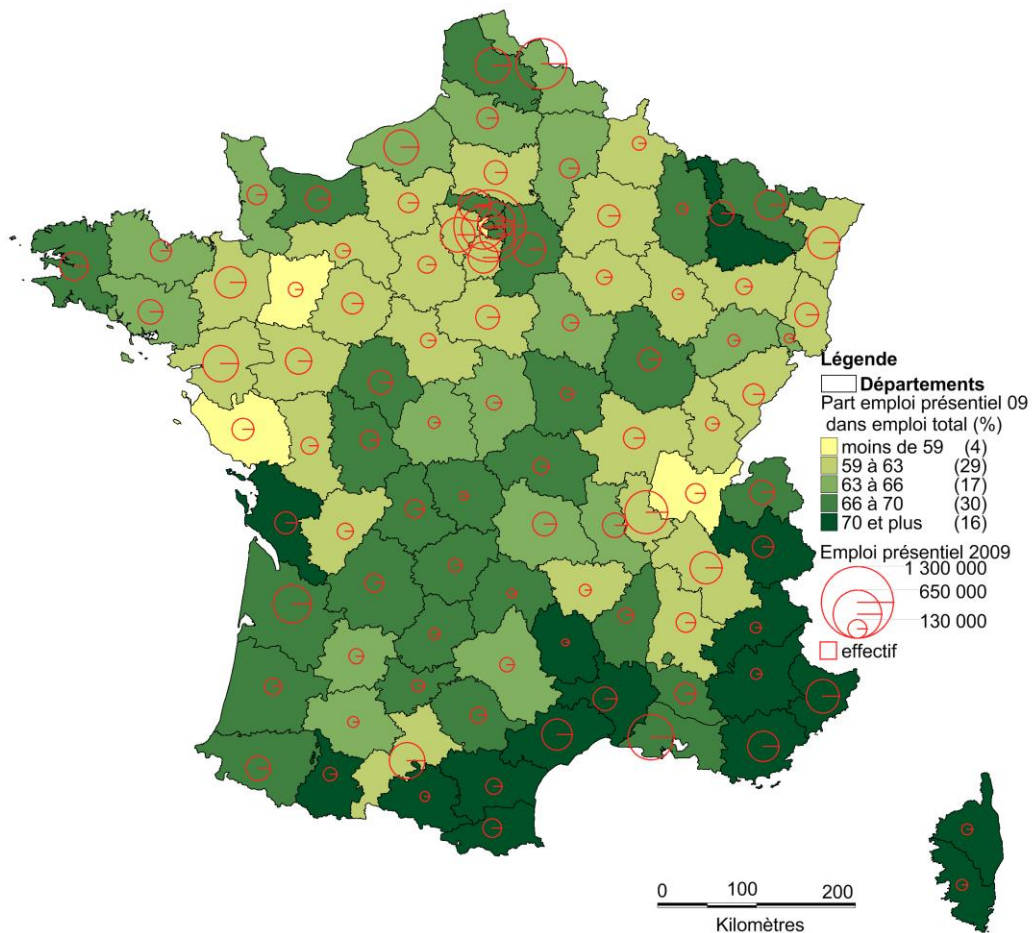 Légende
Départements
Part emploi présentiel 09
dans emploi total (%)
moins de 59 (4)
59 à 63 (29)
63 à 66 (17)
66 à 70 (30)
70 et plus (16)
Emploi présentiel 2009
1 300 000
650 000
130 000
effectif
0 100 200
Kilomètres